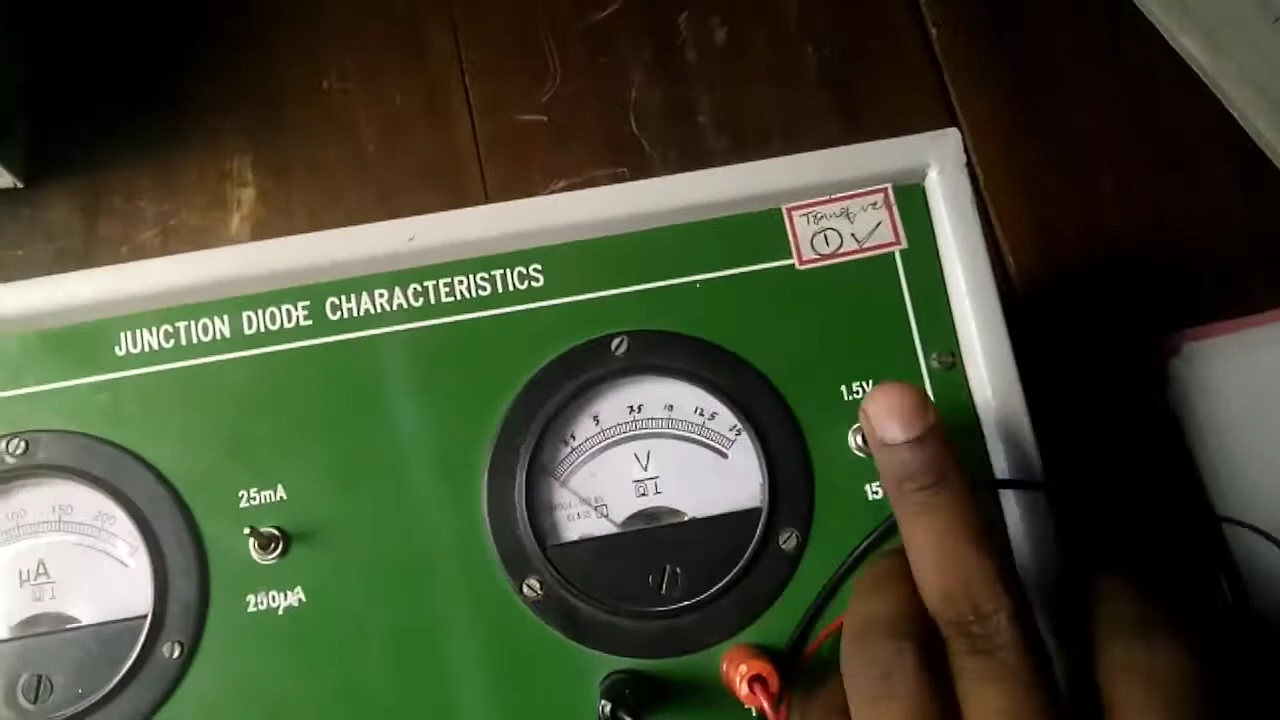 ① ✓
JUNCTION DIODE CHARACTERISTICS
1.5V
2.5 5 7.5 10 12.5 15
V
15
25mA
250µA
100 150 200
µA